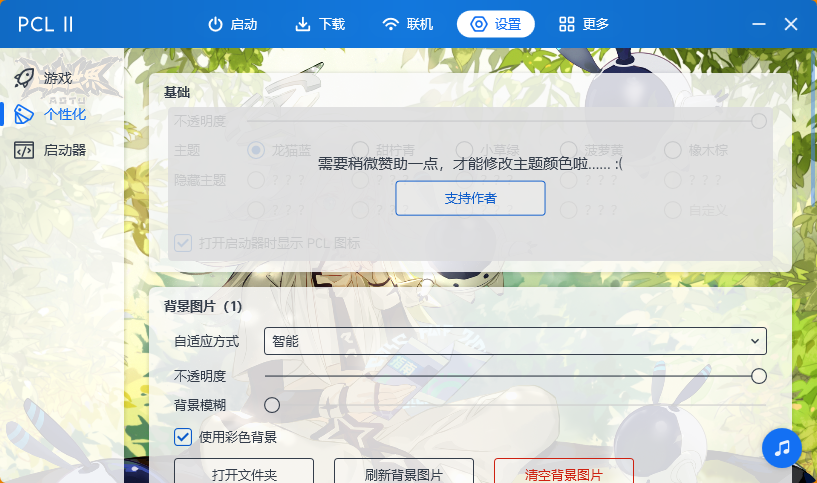 PCL II 启动 下载 联机 设置 更多
游戏
个性化
启动器
基础
不透明度
主题 龙猫蓝 甜柠青 小草绿 菠萝黄 橡木棕
需要稍微赞助一点，才能修改主题颜色啦...... :(
隐藏主题 ? ? ? ? ? ? ? ? ? ? ? ? ? ? ?
支持作者
? ? ? ? ? ? ? ? ? ? ? ? 自定义
打开启动器时显示 PCL 图标
背景图片（1）
自适应方式 智能
不透明度
背景模糊
使用彩色背景
打开文件夹 刷新背景图片 清空背景图片